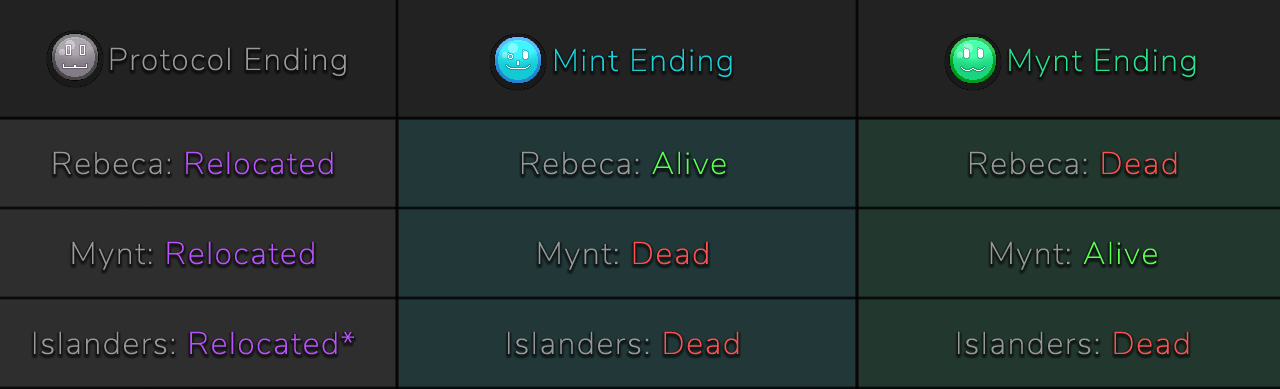 Protocol Ending Mint Ending Mynt Ending
Rebeca: Relocated Rebeca: Alive Rebeca: Dead
Mynt: Relocated Mynt: Dead Mynt: Alive
Islanders: Relocated* Islanders: Dead Islanders: Dead